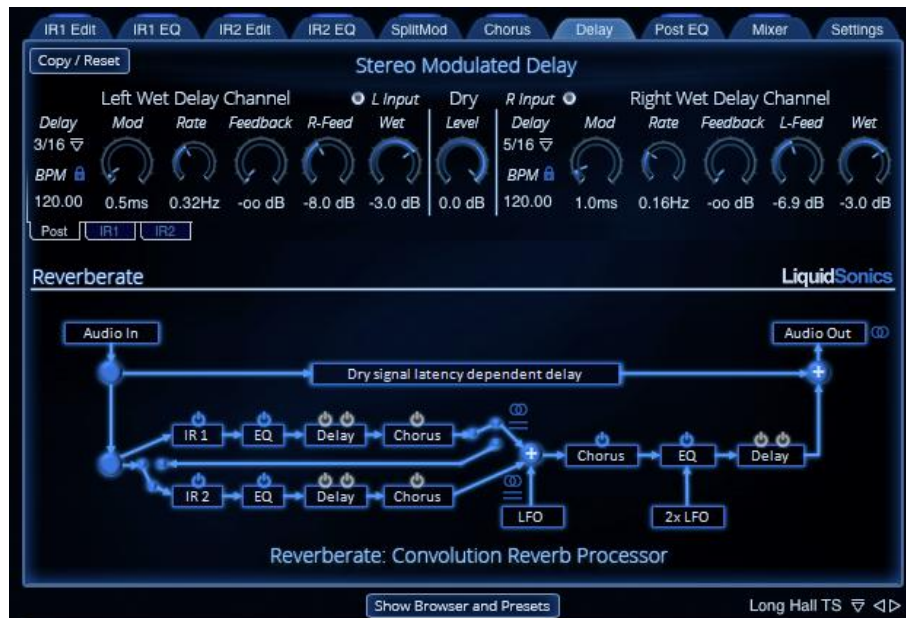 IR1 Edit IR1 EQ IR2 Edit IR2 EQ SplitMod Chorus Delay Post EQ Mixer Settings
Copy / Reset
Stereo Modulated Delay
Left Wet Delay Channel L Input Dry R Input Right Wet Delay Channel
Delay Mod Rate Feedback R-Feed Wet Level Delay Mod Rate Feedback L-Feed Wet
3/16 5/16
BPM BPM
120.00 0.5ms 0.32Hz -oo dB -8.0 dB -3.0 dB 0.0 dB 120.00 1.0ms 0.16Hz -oo dB -6.9 dB -3.0 dB
Post IR1 IR2
Reverberate LiquidSonics
Audio In Audio Out
Dry signal latency dependent delay
IR 1 EQ Delay Chorus
Chorus EQ Delay
IR 2 EQ Delay Chorus
LFO 2x LFO
Reverberate: Convolution Reverb Processor
Show Browser and Presets Long Hall TS